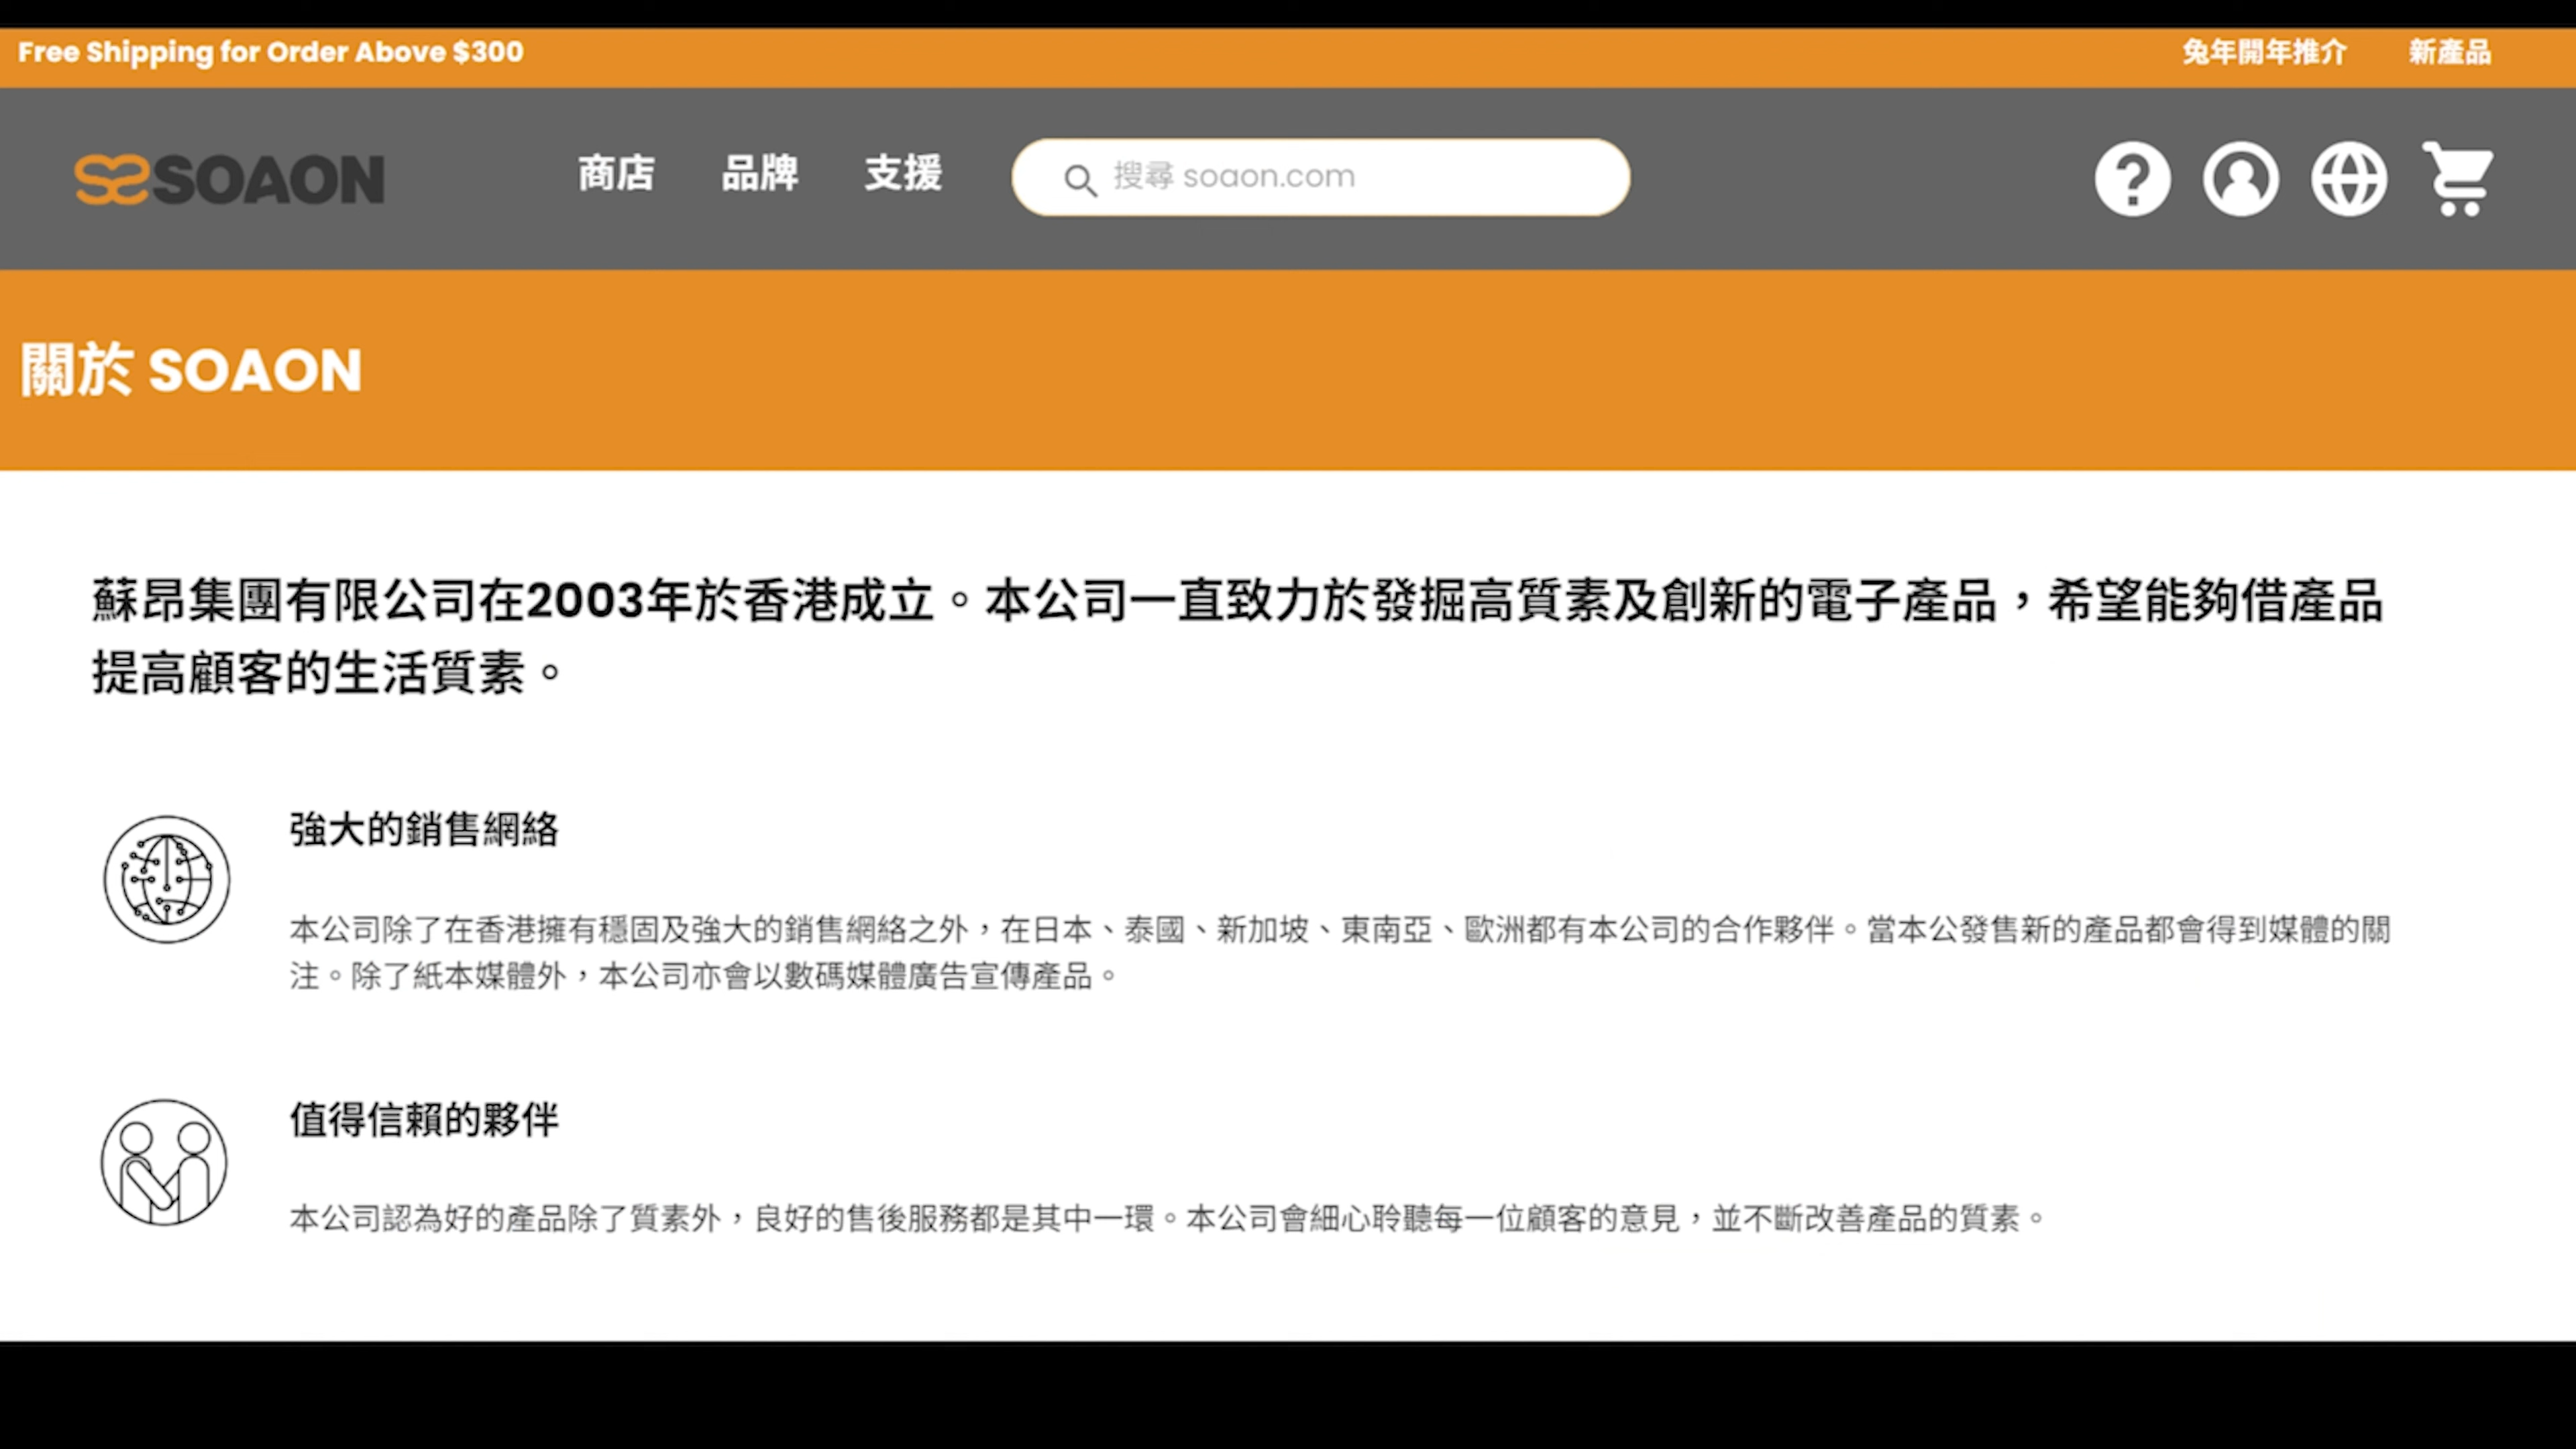 Free Shipping for Order Above $300 兔年開年推介 新產品
SOAON 商店 品牌 支援 搜尋 soaon.com
關於 SOAON
蘇昂集團有限公司在2003年於香港成立。本公司一直致力於發掘高質素及創新的電子產品，希望能夠借產品
提高顧客的生活質素。
強大的銷售網絡
本公司除了在香港擁有穩固及強大的銷售網絡之外，在日本、泰國、新加坡、東南亞、歐洲都有本公司的合作夥伴。當本公發售新的產品都會得到媒體的關
注。除了紙本媒體外，本公司亦會以數碼媒體廣告宣傳產品。
值得信賴的夥伴
本公司認為好的產品除了質素外，良好的售後服務都是其中一環。本公司會細心聆聽每一位顧客的意見，並不斷改善產品的質素。